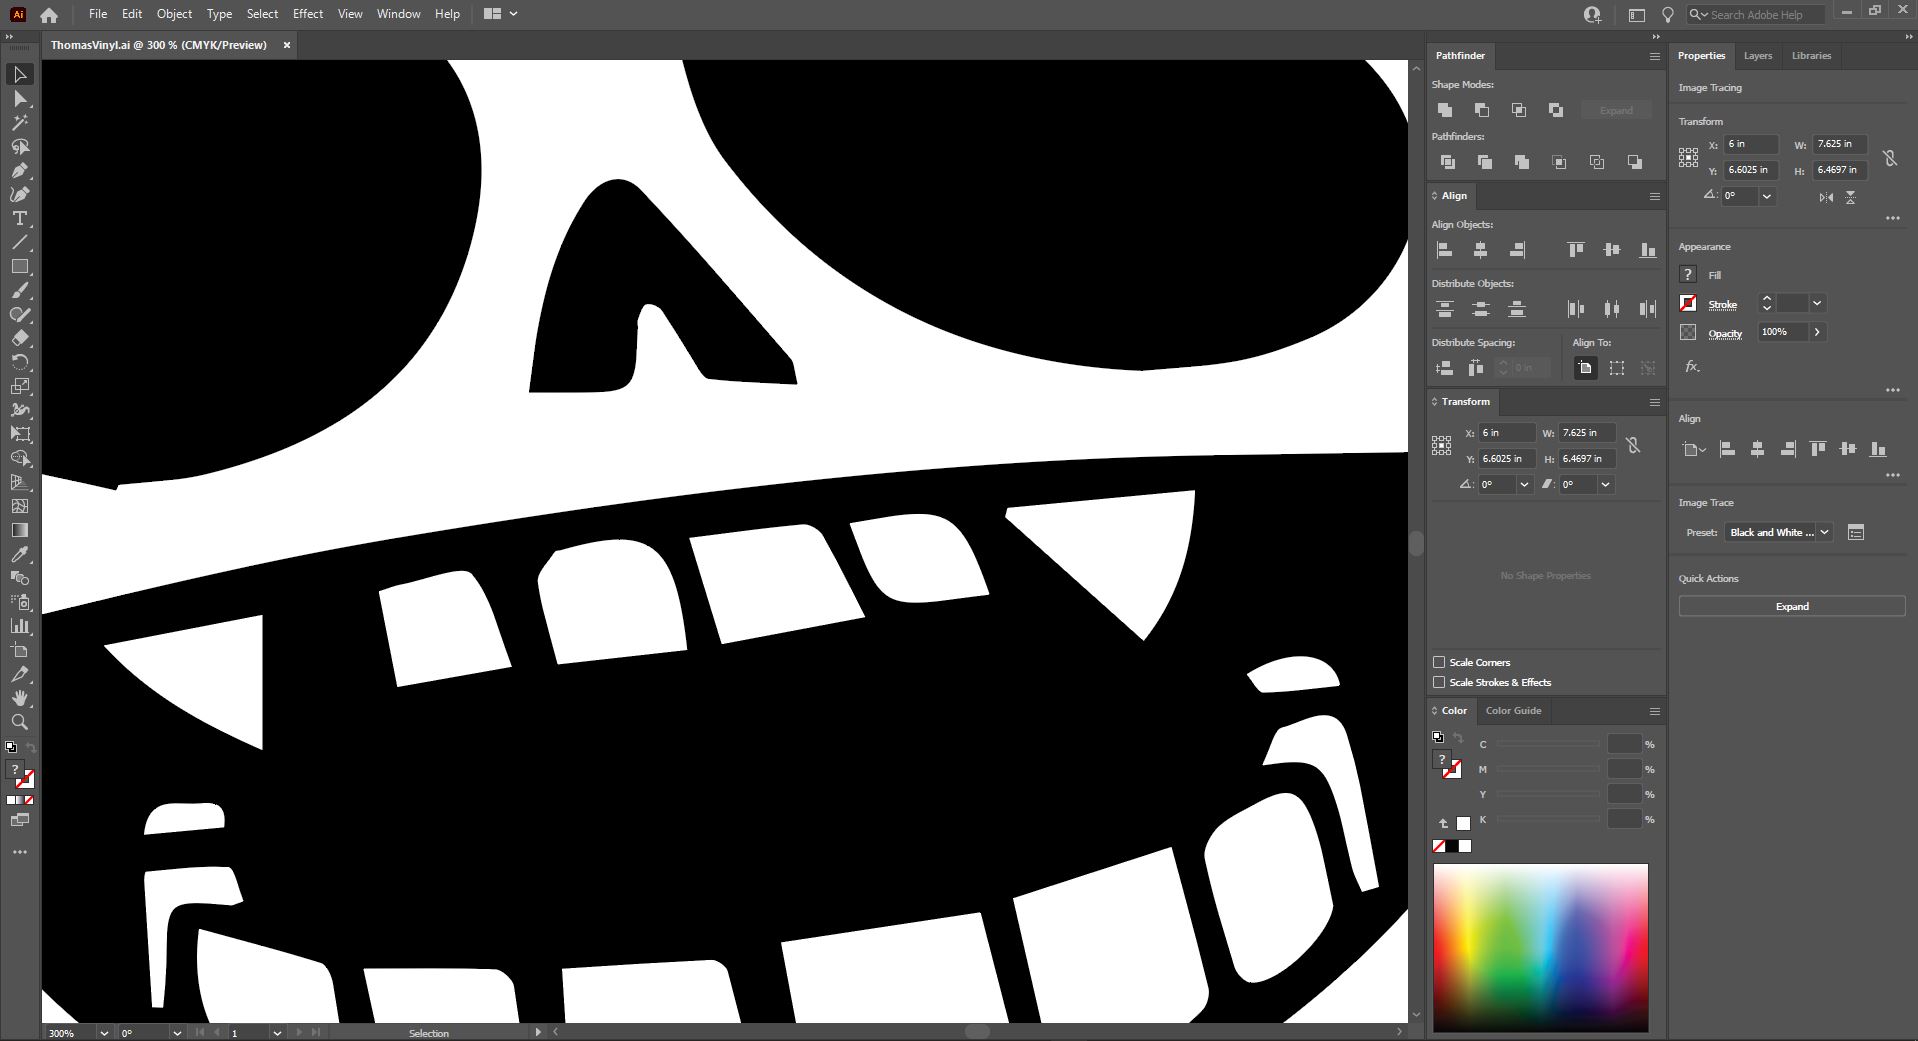 Ai File Edit Object Type Select Effect View Window Help Search Adobe Help
ThomasVinyl.ai @ 300 % (CMYK/Preview) ×
Pathfinder
Shape Modes:
Expand
Pathfinders:
Align
Align Objects:
Distribute Objects:
Distribute Spacing: Align To:
0 in
Transform
X: 6 in W: 7.625 in
Y: 6.6025 in H: 6.4697 in
0° 0°
No Shape Properties
Scale Corners
Scale Strokes & Effects
Color Color Guide
? C %
M %
Y %
K %
Properties Layers Libraries
Image Tracing
Transform
X: 6 in W: 7.625 in
Y: 6.6025 in H: 6.4697 in
0°
Appearance
? Fill
Stroke
Opacity 100%
fx.
Align
Image Trace
Preset: Black and White ...
Quick Actions
Expand
?
300% 0° 1 Selection